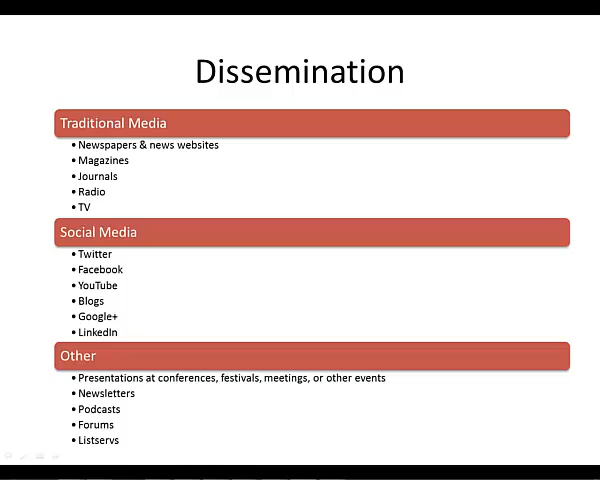 Dissemination
Traditional Media
• Newspapers & news websites
• Magazines
• Journals
• Radio
• TV
Social Media
• Twitter
• Facebook
• YouTube
• Blogs
• Google+
• LinkedIn
Other
• Presentations at conferences, festivals, meetings, or other events
• Newsletters
• Podcasts
• Forums
• Listservs